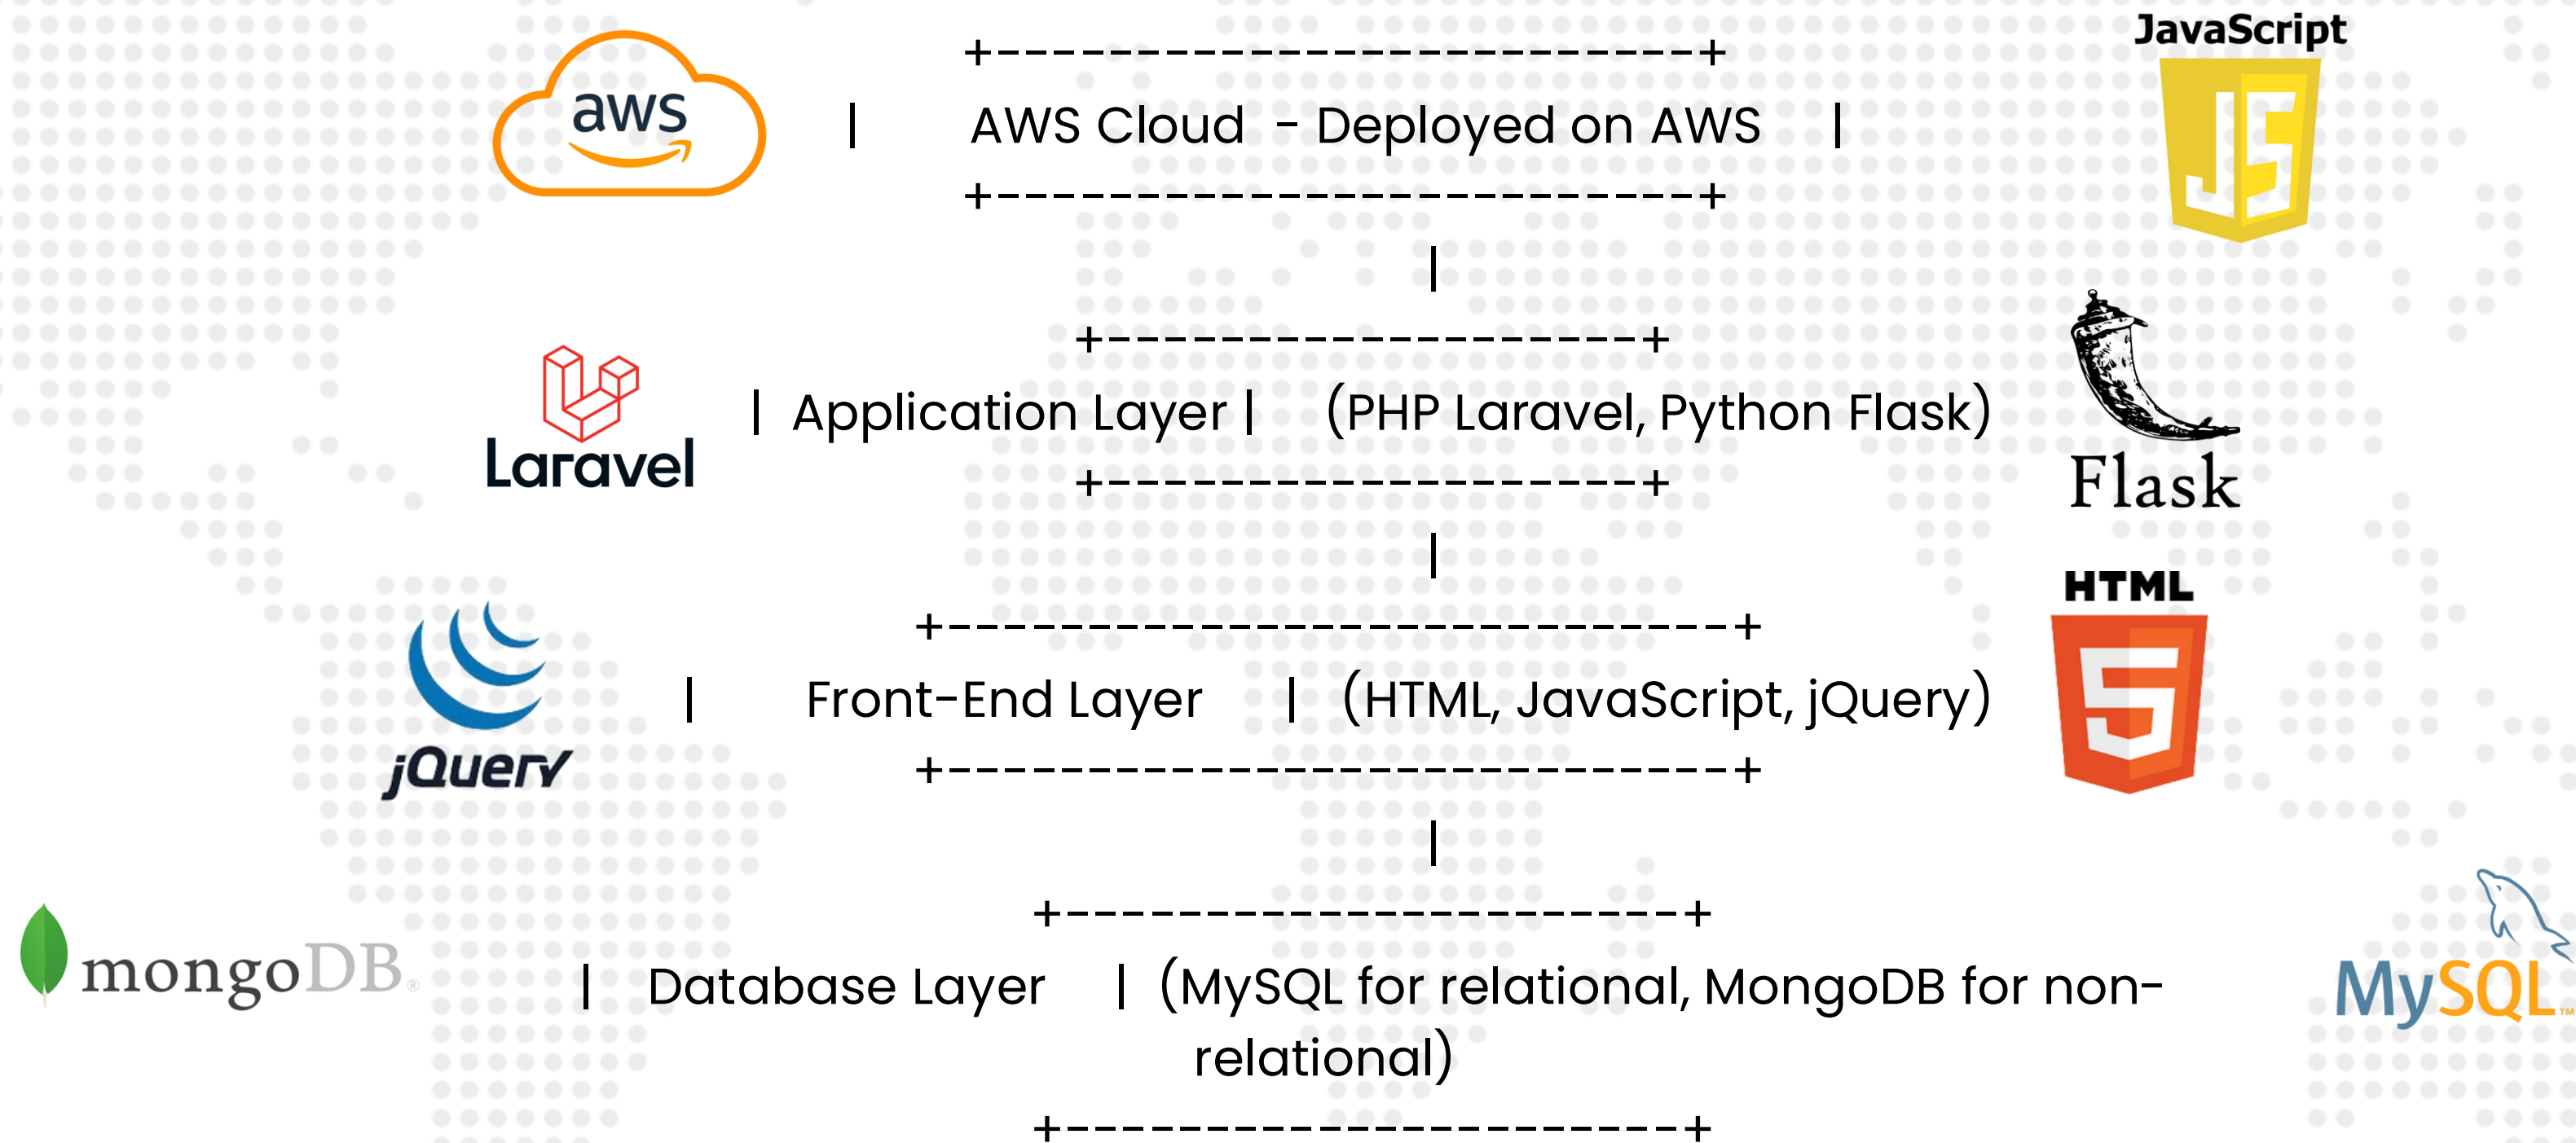 JavaScript
+--------------------------+
aws
| AWS Cloud - Deployed on AWS |
JS
+--------------------------+
|
+--------------------+
| Application Layer | (PHP Laravel, Python Flask)
Laravel
+--------------------+
Flask
|
HTML
+-----------------------------+
5
| Front-End Layer | (HTML, JavaScript, jQuery)
jQuery
+-----------------------------+
|
+-----------------------+
mongoDB®
| Database Layer | (MySQL for relational, MongoDB for non-
relational)
MySQL™
+-----------------------+